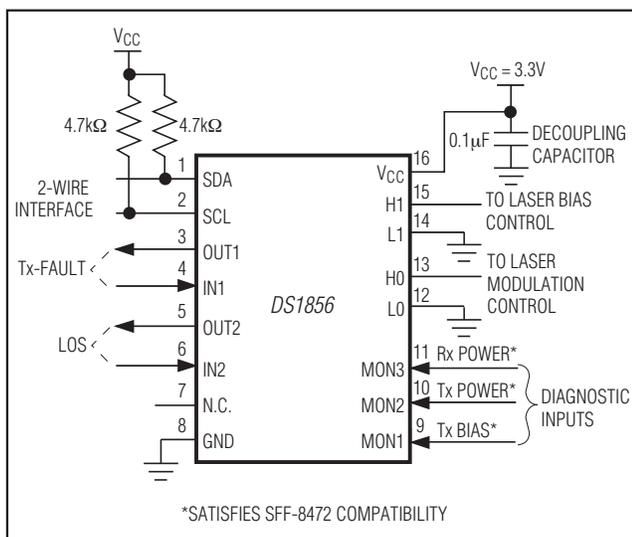 VCC
4.7kΩ
4.7kΩ
2-WIRE
INTERFACE
1
SDA
2
SCL
Tx-FAULT
3
OUT1
4
IN1
LOS
5
OUT2
6
IN2
7
N.C.
8
GND
DS1856
VCC = 3.3V
0.1µF
DECOUPLING
CAPACITOR
16
VCC
15
H1
TO LASER BIAS
CONTROL
14
L1
13
H0
TO LASER
MODULATION
CONTROL
12
L0
11
MON3
Rx POWER*
10
MON2
Tx POWER*
9
MON1
Tx BIAS*
DIAGNOSTIC
INPUTS
*SATISFIES SFF-8472 COMPATIBILITY